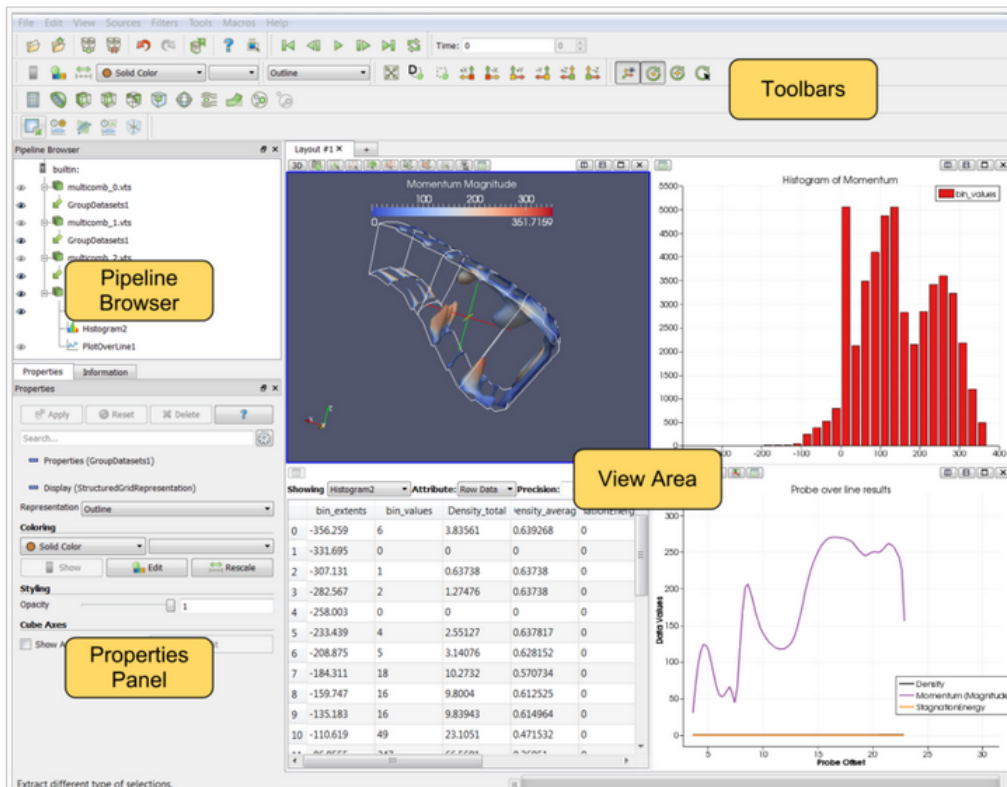 File Edit View Sources Filters Tools Macros Help
Time: 0 0
Solid Color Outline
Toolbars
Pipeline Browser
builtin:
multicomb_0.vts
GroupDatasets1
multicomb_1.vts
GroupDatasets1
multicomb_2.vts
Pipeline
Browser
Histogram2
PlotOverLine1
Properties Information
Properties
Apply Reset Delete ?
Search...
Properties (GroupDatasets1)
Display (StructuredGridRepresentation)
Representation Outline
Coloring
Solid Color
Show Edit Rescale
Styling
Opacity 1
Cube Axes
Show
Properties
Panel
Layout #1 +
3D
Momentum Magnitude
100 200 300
0 351.7159
Histogram of Momentum
bin_values
5500
5000
4500
4000
3500
3000
2500
2000
1500
1000
500
0
-300 -200 -100 0 100 200 300 400
View Area
Showing Histogram2 Attribute: Row Data Precision:
bin_extents bin_values Density_total
0 -356.259 6 3.83561 0.639268 0
1 -331.695 0 0 0 0
2 -307.131 1 0.63738 0.63738 0
3 -282.567 2 1.27476 0.63738 0
4 -258.003 0 0 0 0
5 -233.439 4 2.55127 0.637817 0
6 -208.875 5 3.14076 0.628152 0
7 -184.311 18 10.2732 0.570734 0
8 -159.747 16 9.8004 0.612525 0
9 -135.183 16 9.83943 0.614964 0
10 -110.619 49 23.1051 0.471532 0
Probe over line results
300
250
200
150
100
50
0
Data Values
Density
Momentum (Magnitude
StagnationEnergy
5 10 15 20 25 30
Probe Offset
Extract different type of selections.